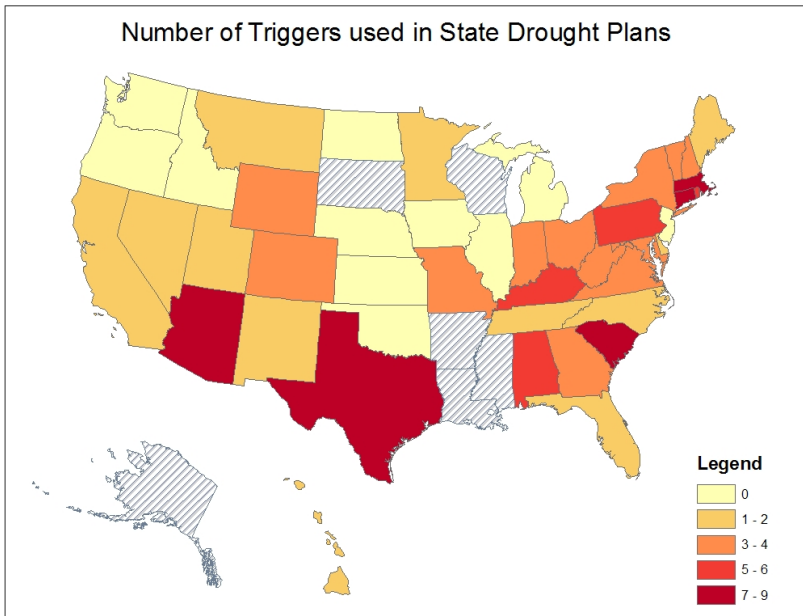 Number of Triggers used in State Drought Plans
Legend
0
1 - 2
3 - 4
5 - 6
7 - 9